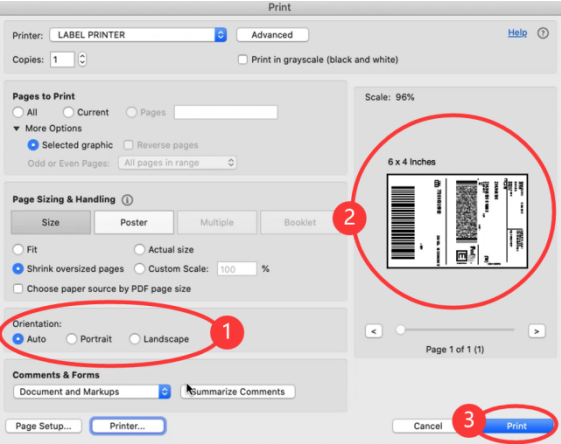 Print
Printer: LABEL PRINTER Advanced Help ?
Copies: 1 Print in grayscale (black and white)
Pages to Print
All Current Pages
More Options
Selected graphic Reverse pages
Odd or Even Pages: All pages in range
Page Sizing & Handling i
Size Poster Multiple Booklet
Fit Actual size
Shrink oversized pages Custom Scale: 100 %
Choose paper source by PDF page size
Orientation: 1
Auto Portrait Landscape
Comments & Forms
Document and Markups Summarize Comments
Page Setup... Printer...
Scale: 96%
6 x 4 Inches
2
< >
Page 1 of 1 (1)
Cancel 3 Print